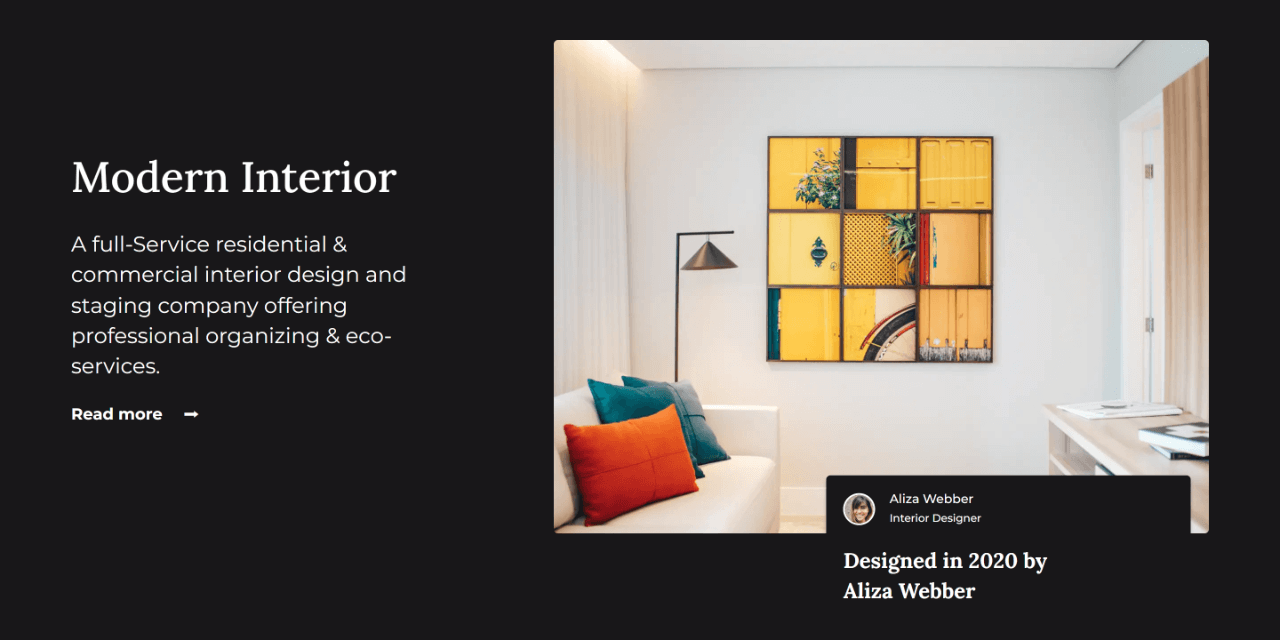 Modern Interior
A full-Service residential &
commercial interior design and
staging company offering
professional organizing & eco-
services.
Read more ➞
Aliza Webber
Interior Designer
Designed in 2020 by
Aliza Webber